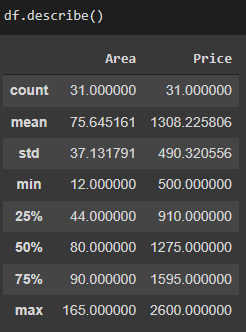 df.describe()
Area Price
count 31.000000 31.000000
mean 75.645161 1308.225806
std 37.131791 490.320556
min 12.000000 500.000000
25% 44.000000 910.000000
50% 80.000000 1275.000000
75% 90.000000 1595.000000
max 165.000000 2600.000000